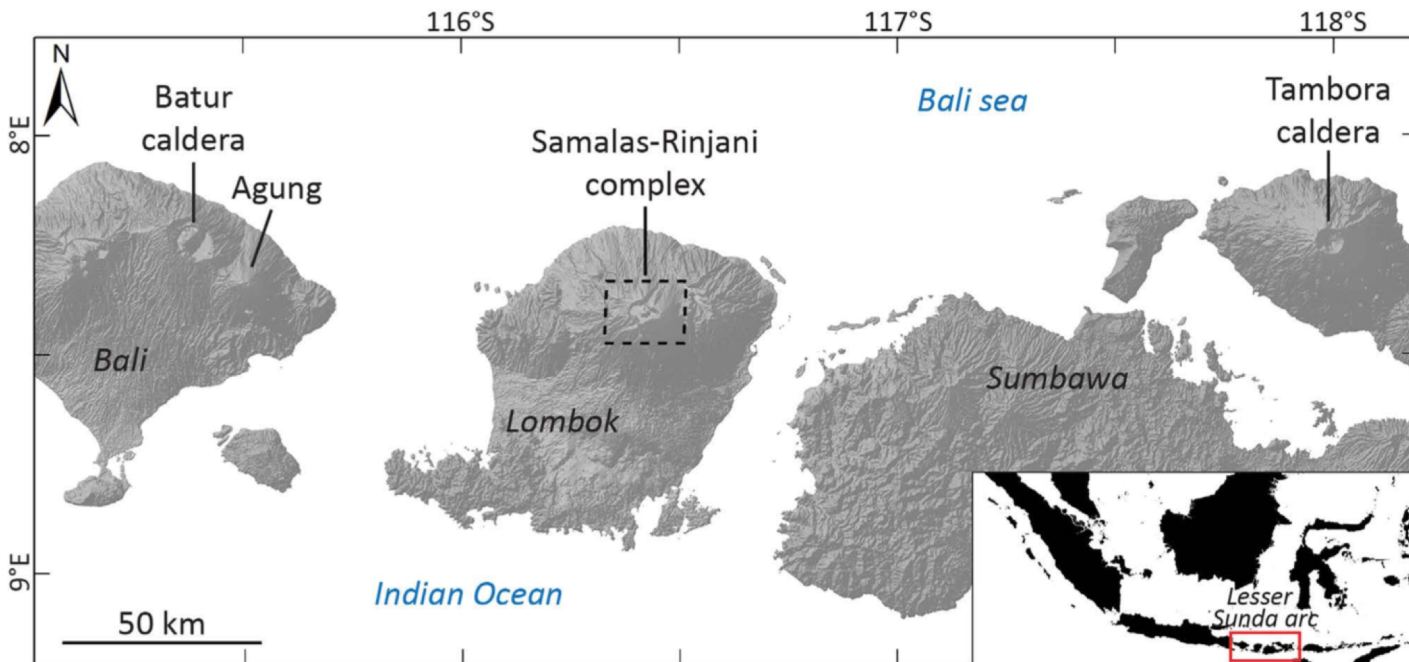 116°S
117°S
118°S
N
8°E
9°E
Batur
caldera
Agung
Samalas-Rinjani
complex
Bali sea
Tambora
caldera
Bali
Lombok
Sumbawa
Indian Ocean
50 km
Lesser
Sunda arc